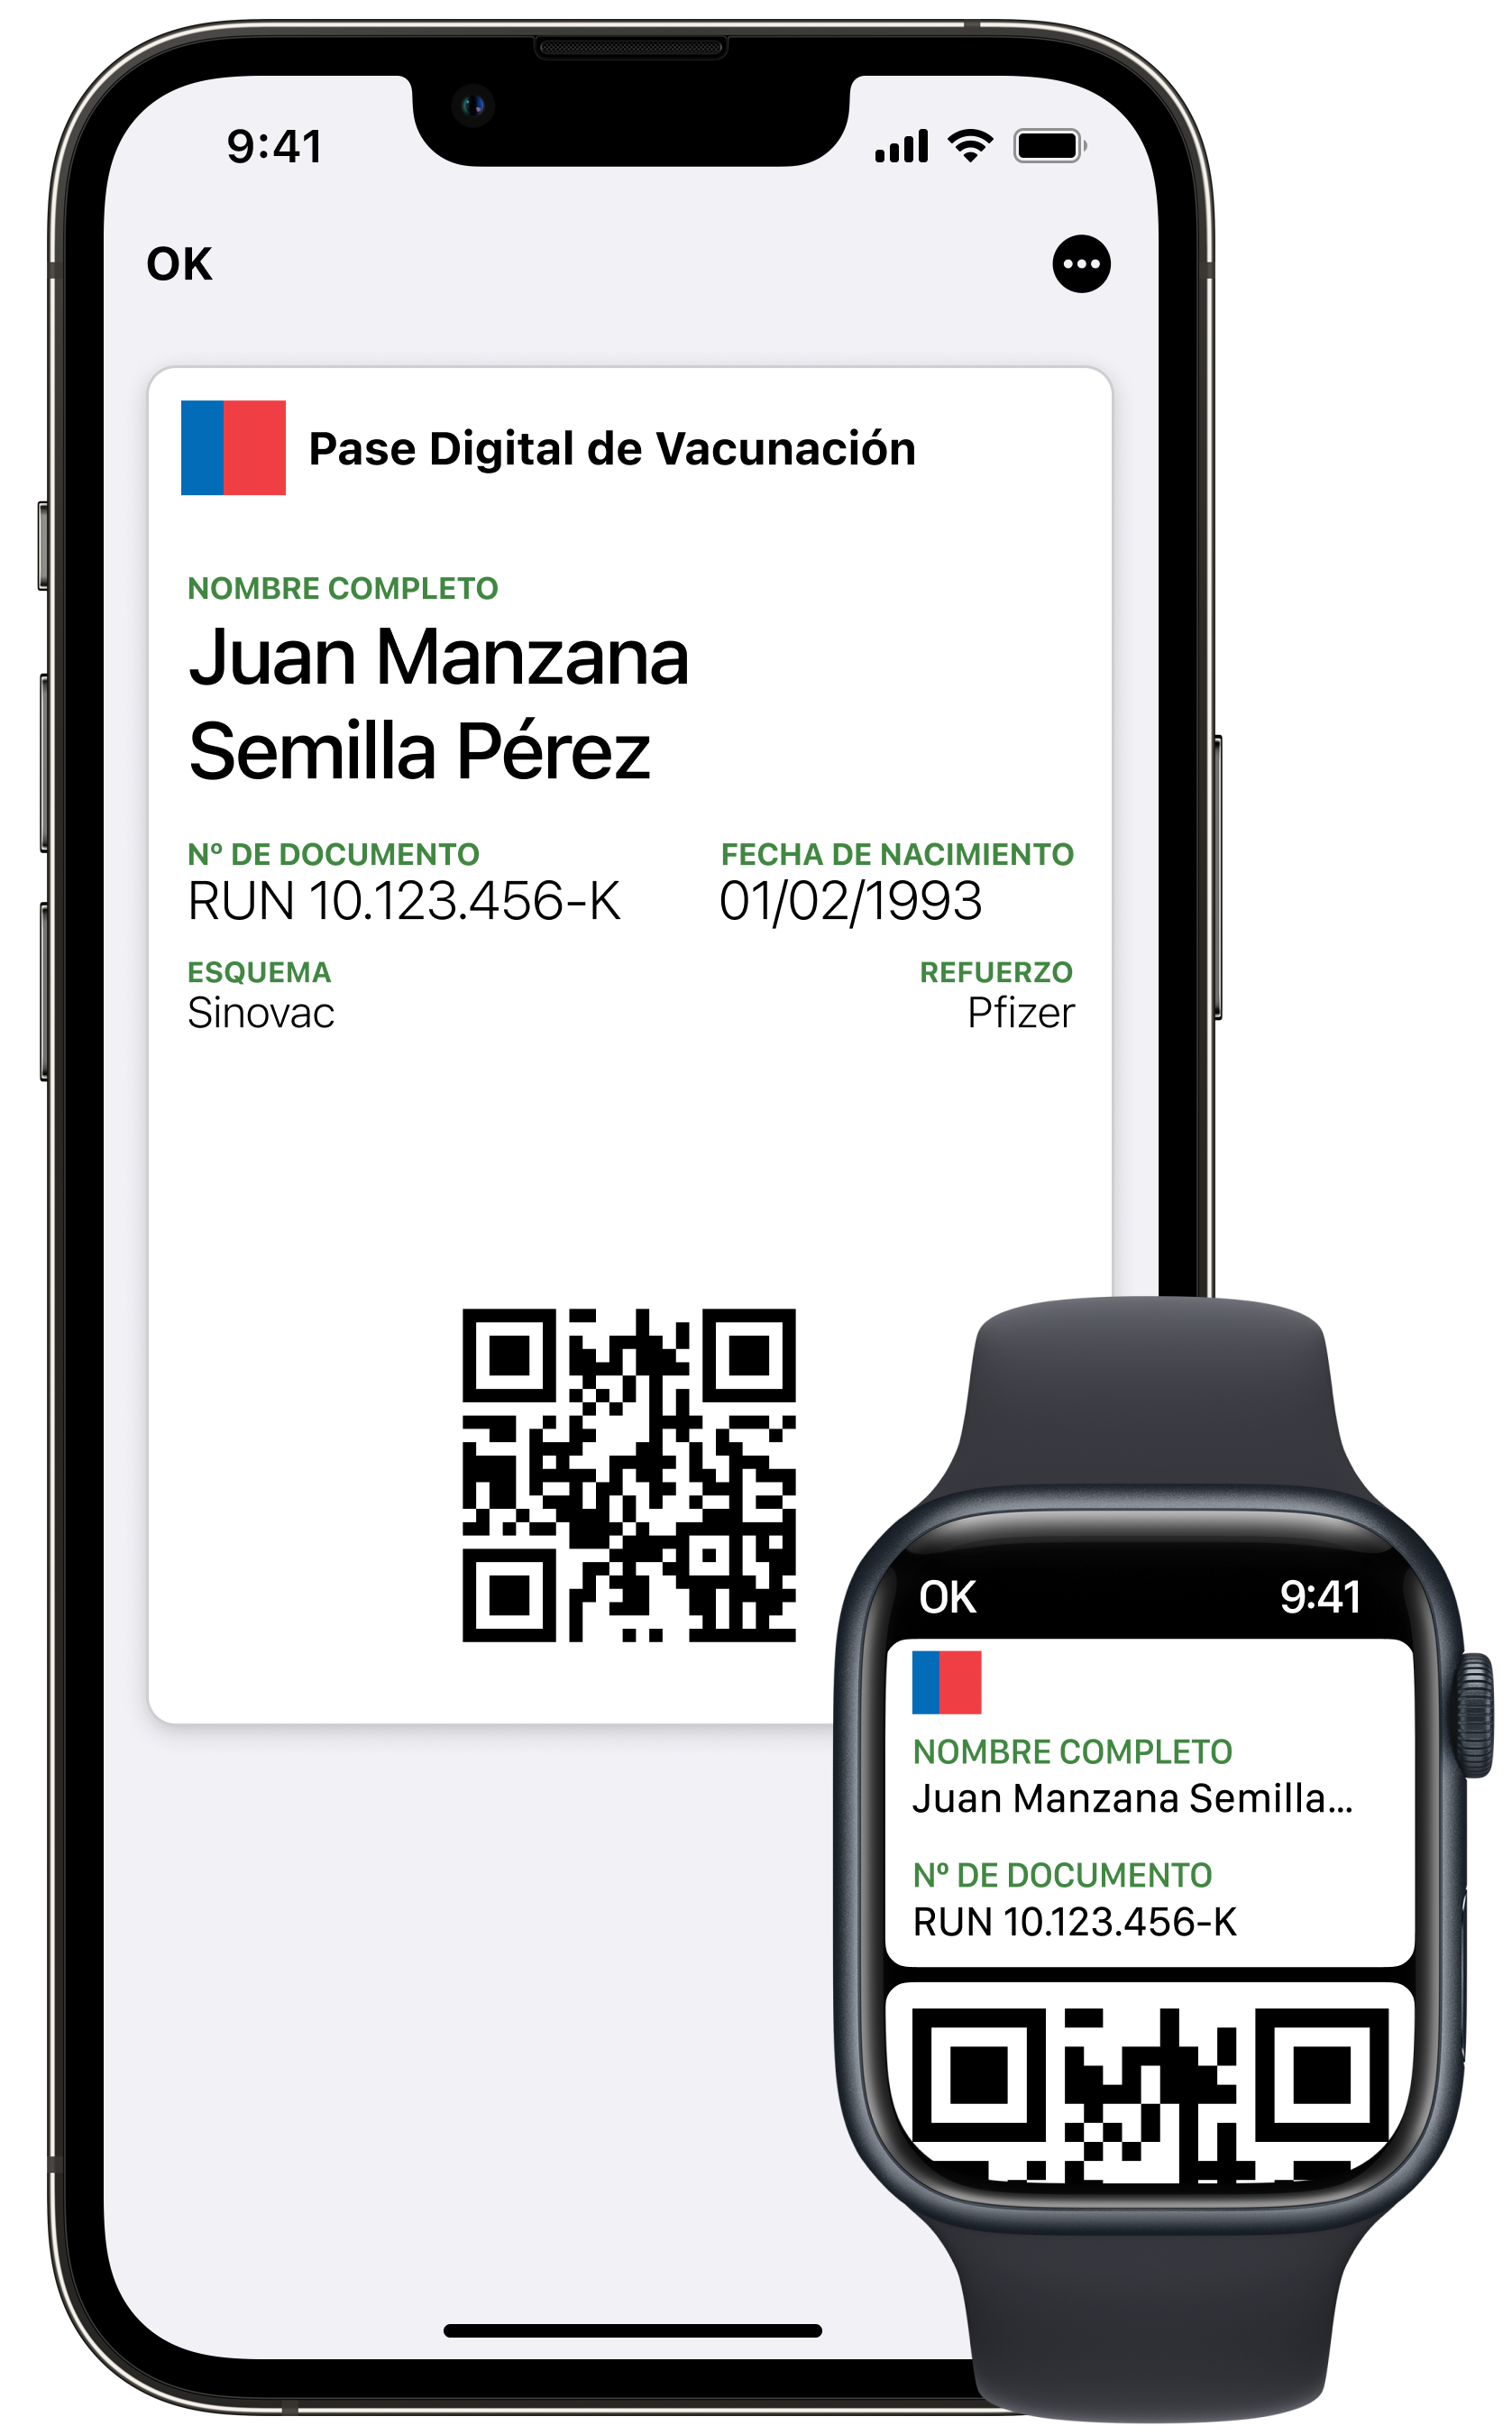 9:41
OK
Pase Digital de Vacunación
NOMBRE COMPLETO
Juan Manzana
Semilla Pérez
Nº DE DOCUMENTO
RUN 10.123.456-K
FECHA DE NACIMIENTO
01/02/1993
ESQUEMA
Sinovac
REFUERZO
Pfizer
OK
9:41
NOMBRE COMPLETO
Juan Manzana Semilla...
Nº DE DOCUMENTO
RUN 10.123.456-K